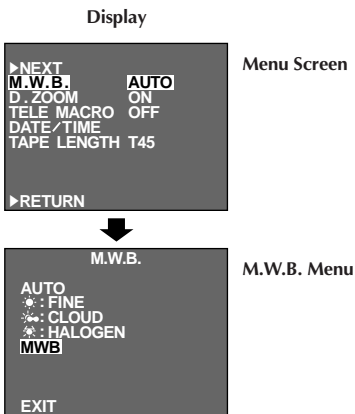 Display
Menu Screen
▶NEXT
M.W.B. AUTO
D.ZOOM ON
TELE MACRO OFF
DATE/TIME
TAPE LENGTH T45
▶RETURN
M.W.B. Menu
M.W.B.
AUTO
: FINE
: CLOUD
: HALOGEN
MWB
EXIT